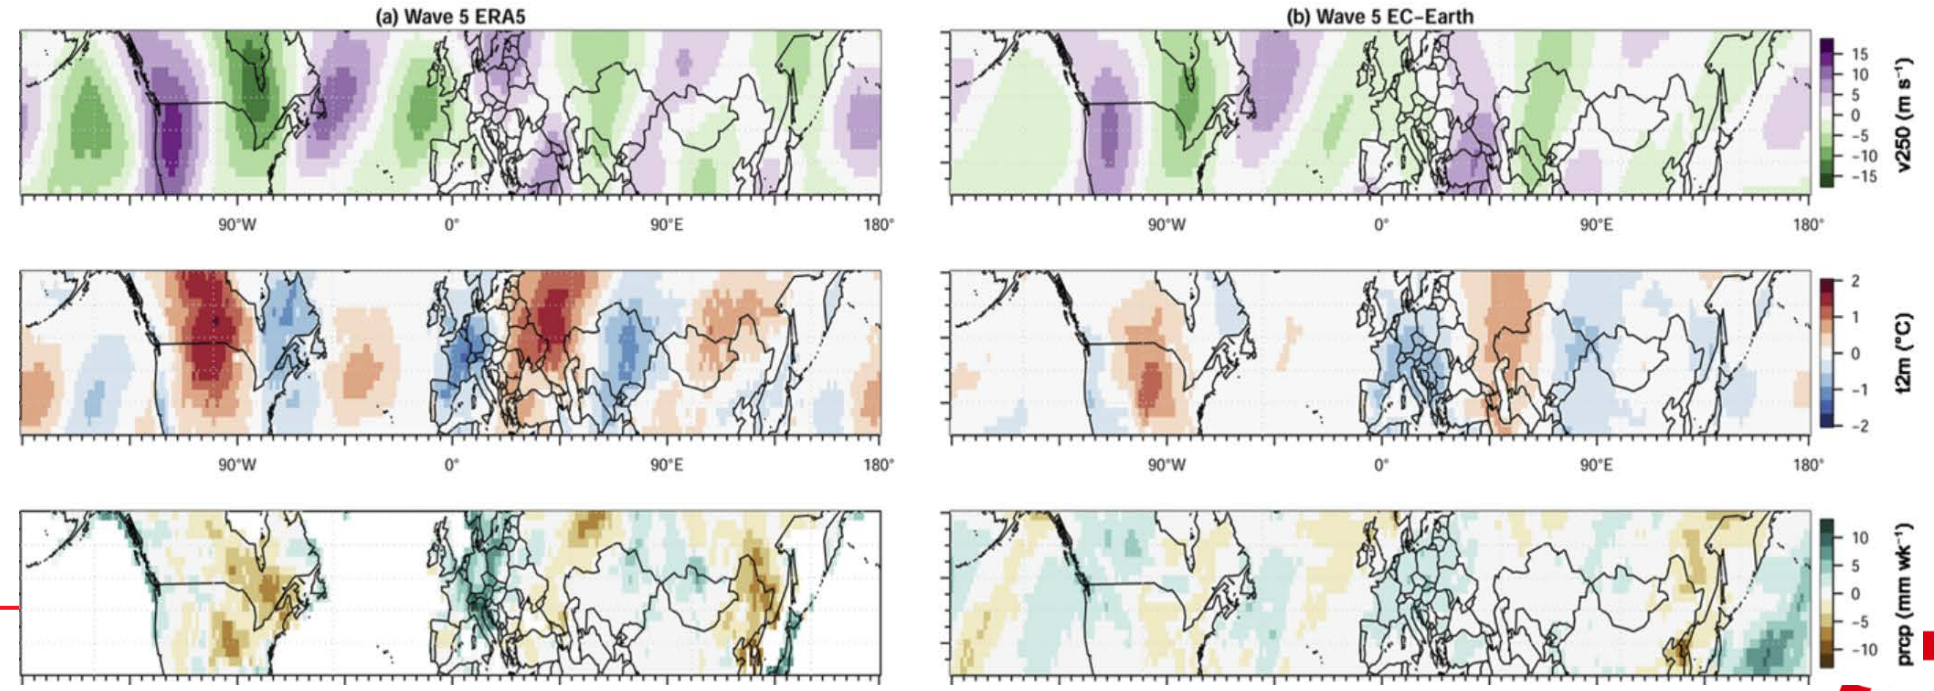 (a) Wave 5 ERA5
(b) Wave 5 EC−Earth
15
10
5
0
−5
−10
−15
v250 (m s⁻¹)
90°W 0° 90°E 180°
90°W 0° 90°E 180°
2
1
0
−1
−2
t2m (°C)
90°W 0° 90°E 180°
90°W 0° 90°E 180°
10
5
0
−5
−10
prcp (mm wk⁻¹)